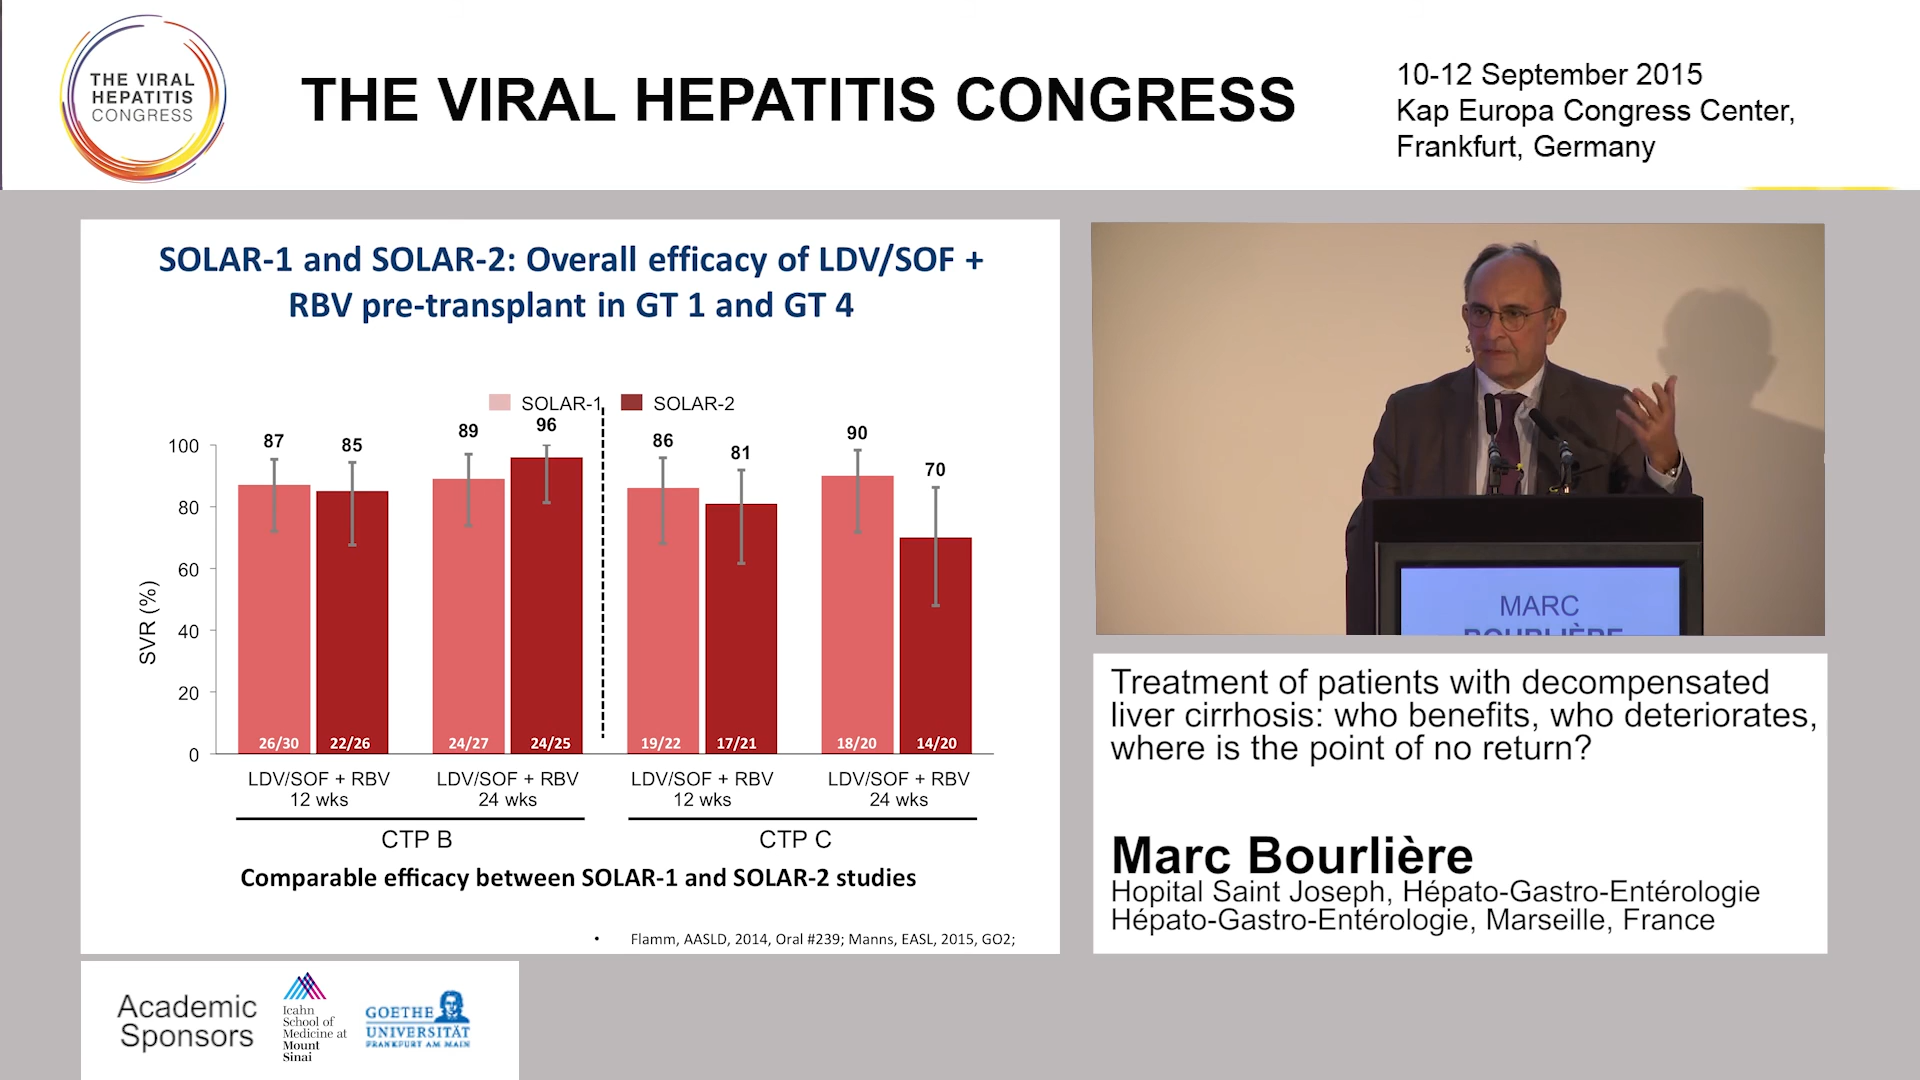 THE VIRAL
HEPATITIS
CONGRESS
THE VIRAL HEPATITIS CONGRESS
10-12 September 2015
Kap Europa Congress Center,
Frankfurt, Germany
SOLAR-1 and SOLAR-2: Overall efficacy of LDV/SOF +
RBV pre-transplant in GT 1 and GT 4
SOLAR-1 SOLAR-2
87 85 89 96 86 81 90 70
SVR (%)
100
80
60
40
20
0
26/30 22/26 24/27 24/25 19/22 17/21 18/20 14/20
LDV/SOF + RBV LDV/SOF + RBV LDV/SOF + RBV LDV/SOF + RBV
12 wks 24 wks 12 wks 24 wks
CTP B CTP C
Comparable efficacy between SOLAR-1 and SOLAR-2 studies
• Flamm, AASLD, 2014, Oral #239; Manns, EASL, 2015, GO2;
MARC
BOURLIÈRE
Treatment of patients with decompensated
liver cirrhosis: who benefits, who deteriorates,
where is the point of no return?
Marc Bourlière
Hopital Saint Joseph, Hépato-Gastro-Entérologie
Hépato-Gastro-Entérologie, Marseille, France
Academic
Sponsors
Icahn
School of
Medicine at
Mount
Sinai
GOETHE
UNIVERSITÄT
FRANKFURT AM MAIN